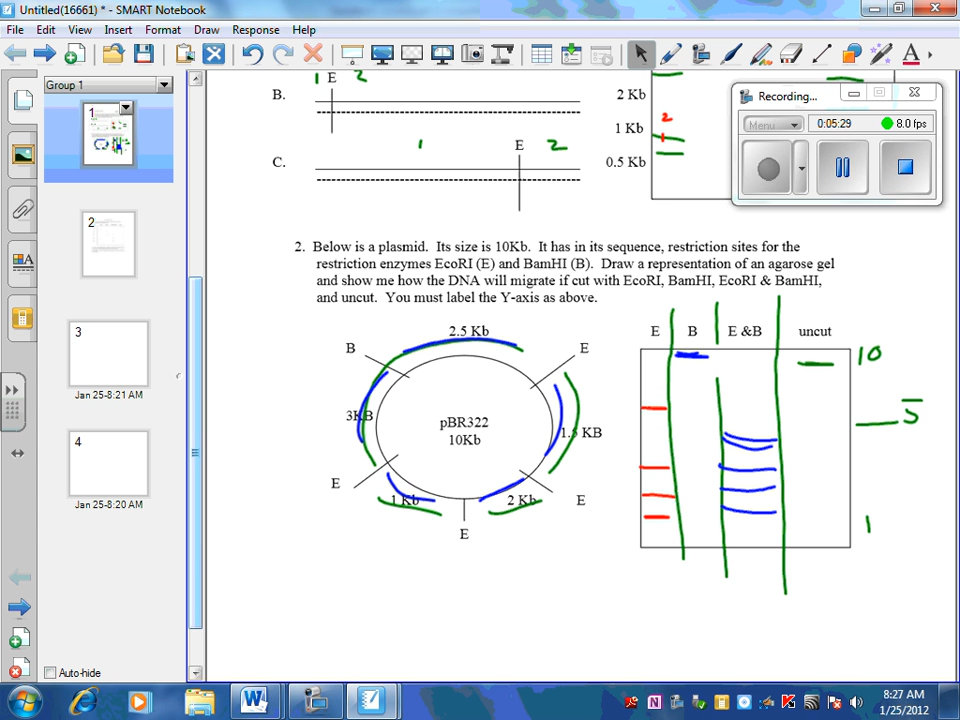 Untitled(16661) * - SMART Notebook
File Edit View Insert Format Draw Response Help
Group 1
1
2
3
Jan 25-8:21 AM
4
Jan 25-8:20 AM
Auto-hide
Recording...
Menu
0:05:29
8.0 fps
1 E 2
B.
1 E 2
C.
2 Kb
2
1 Kb
0.5 Kb
2. Below is a plasmid. Its size is 10Kb. It has in its sequence, restriction sites for the
restriction enzymes EcoRI (E) and BamHI (B). Draw a representation of an agarose gel
and show me how the DNA will migrate if cut with EcoRI, BamHI, EcoRI & BamHI,
and uncut. You must label the Y-axis as above.
2.5 Kb
B E
3KB
pBR322
10Kb
1.5 KB
E 1 Kb 2 Kb E
E
E B E &B uncut
10
5
1
8:27 AM
1/25/2012